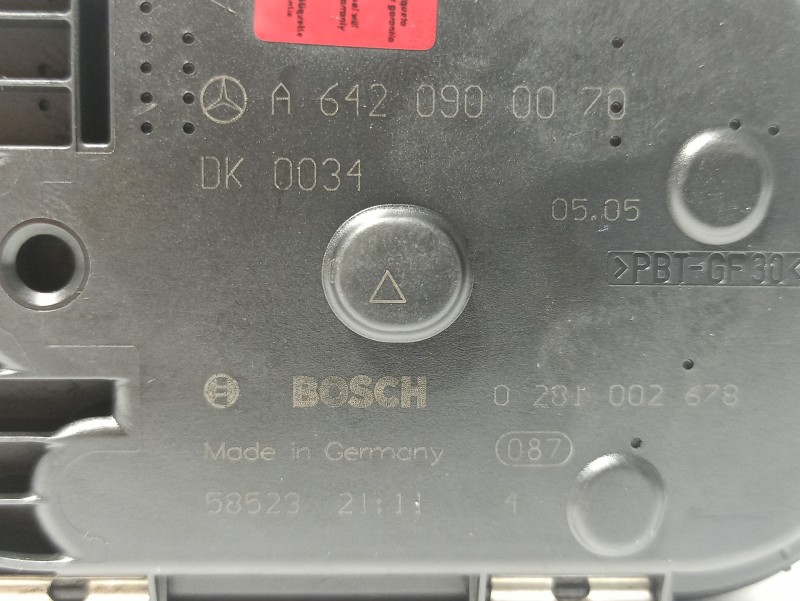 A 642 090 00 70
DK 0034
05.05
>PBT-GF30<
BOSCH 0 281 002 678
Made in Germany 087
58523 21:11 4